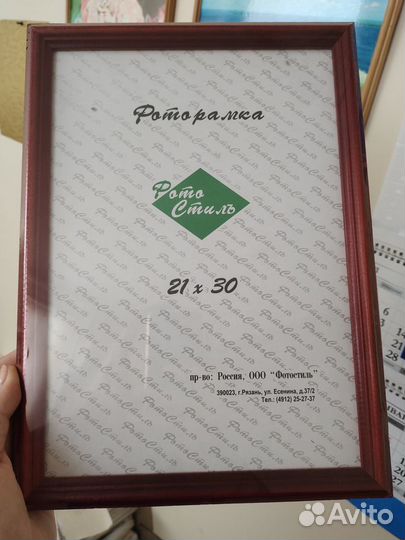 Фоторамка
Фото
Стиль
21 х 30
пр-во: Россия, ООО "Фотостиль"
390023, г.Рязань, ул. Есенина, д.37/2
Тел.: (4912) 25-27-37
Avito